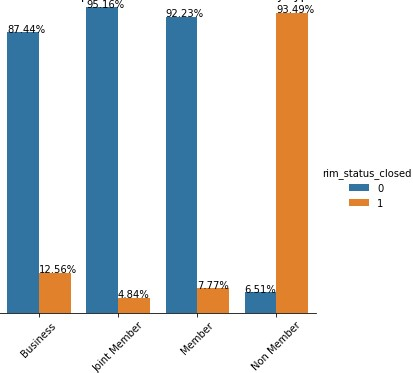 87.44%
12.56%
95.16%
4.84%
92.23%
7.77%
6.51%
93.49%
Business
Joint Member
Member
Non Member
rim_status_closed
0
1